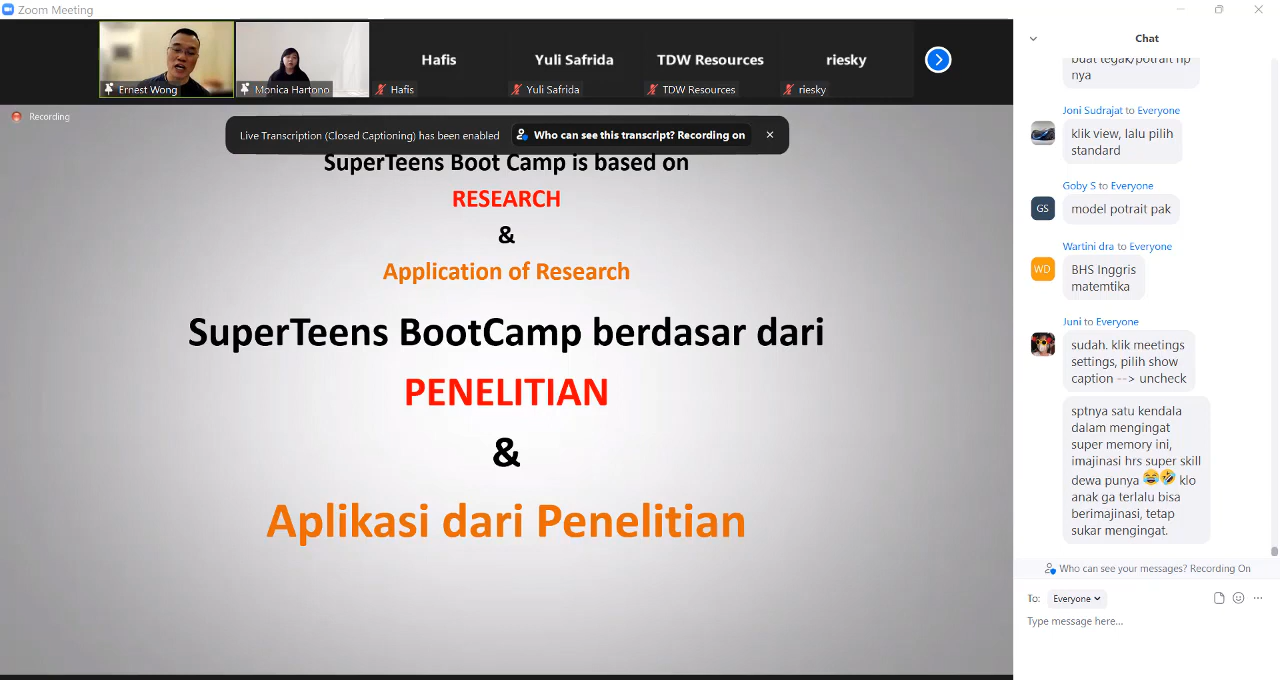 Zoom Meeting
Hafis
Yuli Safrida
TDW Resources
riesky
Ernest Wong
Monica Hartono
Hafis
Yuli Safrida
TDW Resources
riesky
Recording
Live Transcription (Closed Captioning) has been enabled
Who can see this transcript? Recording on
SuperTeens Boot Camp is based on
RESEARCH
&
Application of Research
SuperTeens BootCamp berdasar dari
PENELITIAN
&
Aplikasi dari Penelitian
Chat
buat tegak/potrait hp
nya
Joni Sudrajat to Everyone
klik view, lalu pilih
standard
Goby S to Everyone
GS
model potrait pak
Wartini dra to Everyone
WD
BHS Inggris
matemtika
Juni to Everyone
sudah. klik meetings
settings, pilih show
caption --> uncheck
sptnya satu kendala
dalam mengingat
super memory ini,
imajinasi hrs super skill
dewa punya 😂🤣 klo
anak ga terlalu bisa
berimajinasi, tetap
sukar mengingat.
Who can see your messages? Recording On
To: Everyone
Type message here...